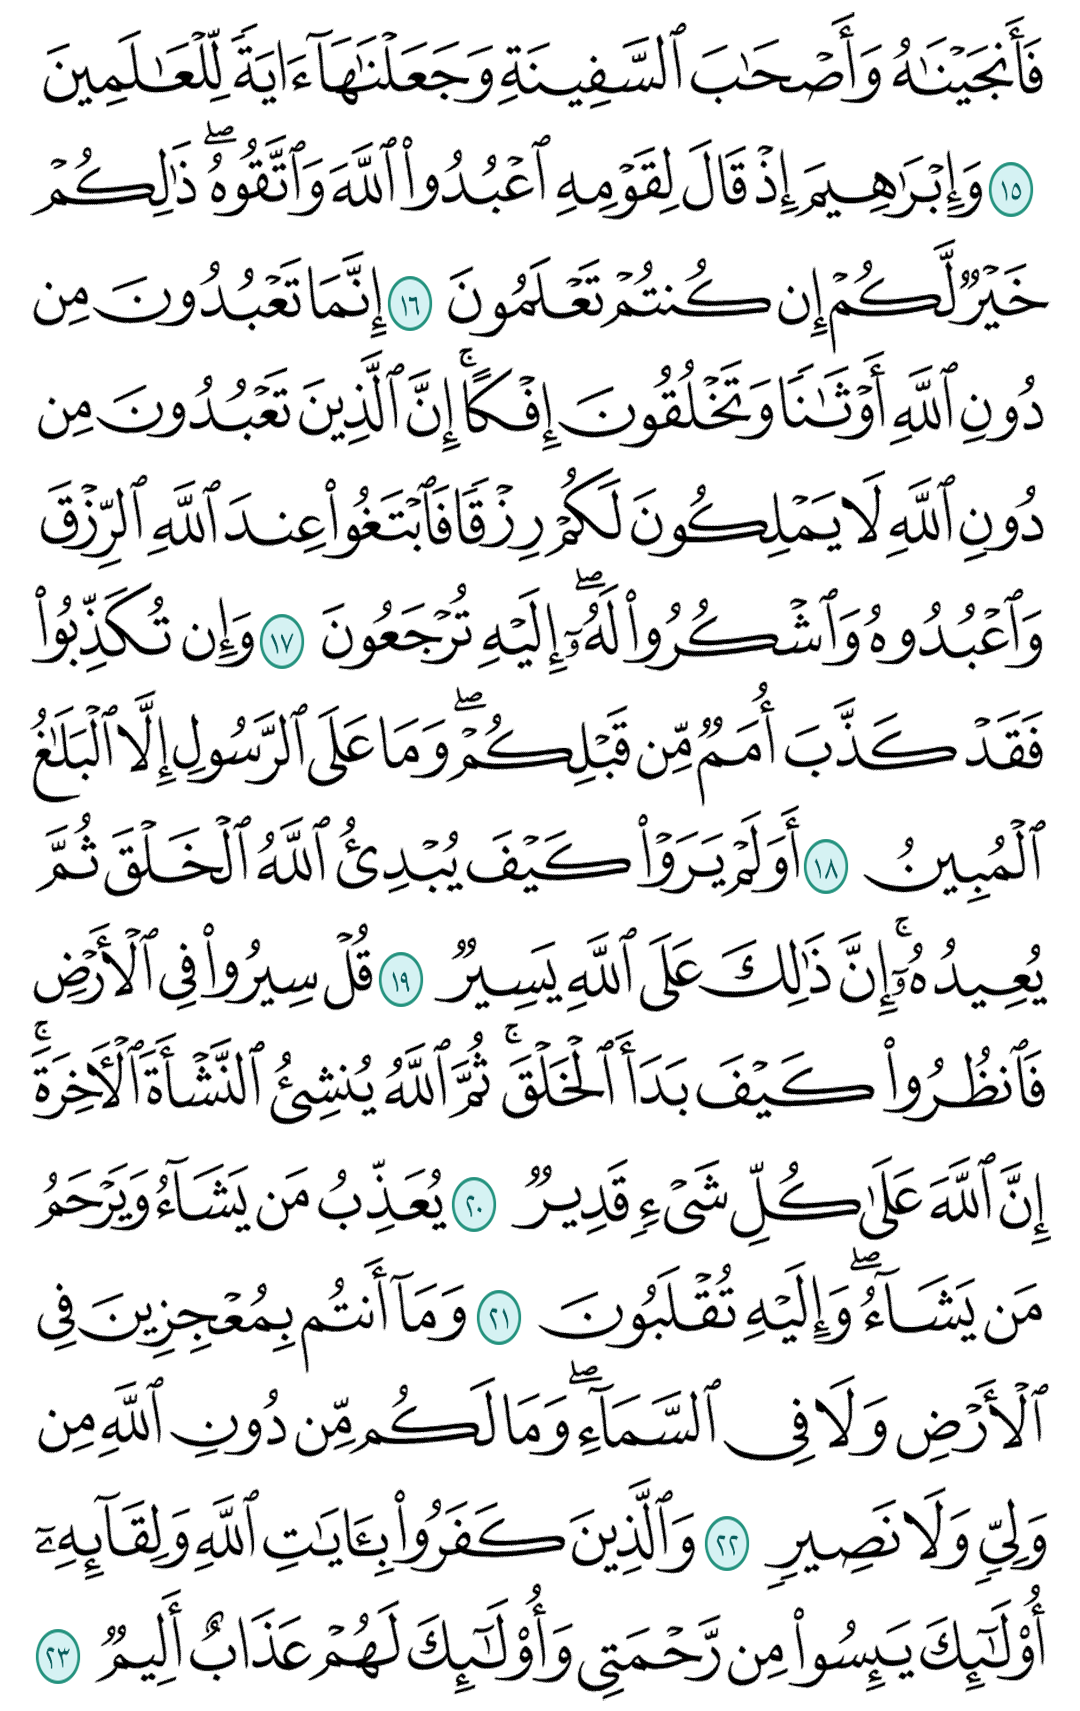 فَأَنجَيْنَـٰهُ وَأَصْحَـٰبَ ٱلسَّفِينَةِ وَجَعَلْنَـٰهَآ ءَايَةً لِّلْعَـٰلَمِينَ
١٥ وَإِبْرَٰهِيمَ إِذْ قَالَ لِقَوْمِهِ ٱعْبُدُوا۟ ٱللَّهَ وَٱتَّقُوهُ ۖ ذَٰلِكُمْ
خَيْرٌ لَّكُمْ إِن كُنتُمْ تَعْلَمُونَ ١٦ إِنَّمَا تَعْبُدُونَ مِن
دُونِ ٱللَّهِ أَوْثَـٰنًا وَتَخْلُقُونَ إِفْكًا ۚ إِنَّ ٱلَّذِينَ تَعْبُدُونَ مِن
دُونِ ٱللَّهِ لَا يَمْلِكُونَ لَكُمْ رِزْقًا فَٱبْتَغُوا۟ عِندَ ٱللَّهِ ٱلرِّزْقَ
وَٱعْبُدُوهُ وَٱشْكُرُوا۟ لَهُۥٓ ۖ إِلَيْهِ تُرْجَعُونَ ١٧ وَإِن تُكَذِّبُوا۟
فَقَدْ كَذَّبَ أُمَمٌ مِّن قَبْلِكُمْ ۖ وَمَا عَلَى ٱلرَّسُولِ إِلَّا ٱلْبَلَـٰغُ
ٱلْمُبِينُ ١٨ أَوَلَمْ يَرَوْا۟ كَيْفَ يُبْدِئُ ٱللَّهُ ٱلْخَلْقَ ثُمَّ
يُعِيدُهُۥٓ ۚ إِنَّ ذَٰلِكَ عَلَى ٱللَّهِ يَسِيرٌ ١٩ قُلْ سِيرُوا۟ فِى ٱلْأَرْضِ
فَٱنظُرُوا۟ كَيْفَ بَدَأَ ٱلْخَلْقَ ۚ ثُمَّ ٱللَّهُ يُنشِئُ ٱلنَّشْأَةَ ٱلْـَٔاخِرَةَ ۚ
إِنَّ ٱللَّهَ عَلَىٰ كُلِّ شَىْءٍ قَدِيرٌ ٢٠ يُعَذِّبُ مَن يَشَآءُ وَيَرْحَمُ
مَن يَشَآءُ ۖ وَإِلَيْهِ تُقْلَبُونَ ٢١ وَمَآ أَنتُم بِمُعْجِزِينَ فِى
ٱلْأَرْضِ وَلَا فِى ٱلسَّمَآءِ ۖ وَمَا لَكُم مِّن دُونِ ٱللَّهِ مِن
وَلِىٍّ وَلَا نَصِيرٍ ٢٢ وَٱلَّذِينَ كَفَرُوا۟ بِـَٔايَـٰتِ ٱللَّهِ وَلِقَآئِهِۦٓ
أُو۟لَـٰٓئِكَ يَئِسُوا۟ مِن رَّحْمَتِى وَأُو۟لَـٰٓئِكَ لَهُمْ عَذَابٌ أَلِيمٌ ٢٣